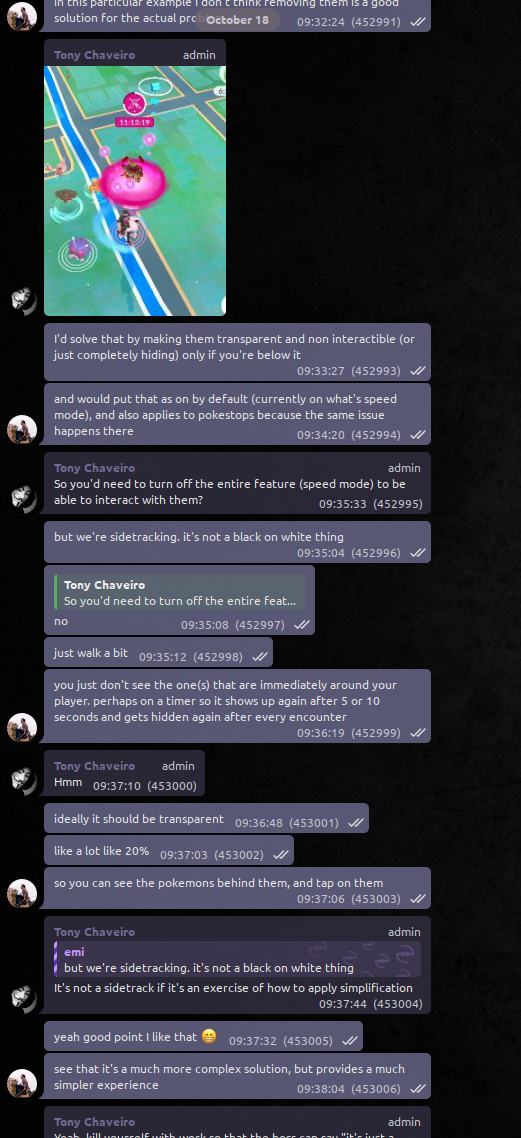 in this particular example I don't think removing them is a good
solution for the actual pro
09:32:24 (452991)
October 18
Tony Chaveiro admin
11:13:19
I'd solve that by making them transparent and non interactible (or
just completely hiding) only if you're below it
09:33:27 (452993)
and would put that as on by default (currently on what's speed
mode), and also applies to pokestops because the same issue
happens there
09:34:20 (452994)
Tony Chaveiro admin
So you'd need to turn off the entire feature (speed mode) to be
able to interact with them?
09:35:33 (452995)
but we're sidetracking. it's not a black on white thing
09:35:04 (452996)
Tony Chaveiro
So you'd need to turn off the entire feat...
no 09:35:08 (452997)
just walk a bit 09:35:12 (452998)
you just don't see the one(s) that are immediately around your
player. perhaps on a timer so it shows up again after 5 or 10
seconds and gets hidden again after every encounter
09:36:19 (452999)
Tony Chaveiro admin
Hmm 09:37:10 (453000)
ideally it should be transparent 09:36:48 (453001)
like a lot like 20% 09:37:03 (453002)
so you can see the pokemons behind them, and tap on them
09:37:06 (453003)
Tony Chaveiro admin
emi
but we're sidetracking. it's not a black on white thing
It's not a sidetrack if it's an exercise of how to apply simplification
09:37:44 (453004)
yeah good point I like that 😁 09:37:32 (453005)
see that it's a much more complex solution, but provides a much
simpler experience
09:38:04 (453006)
Tony Chaveiro admin
Yeah, kill yourself with work so that the boss can say "it's just a